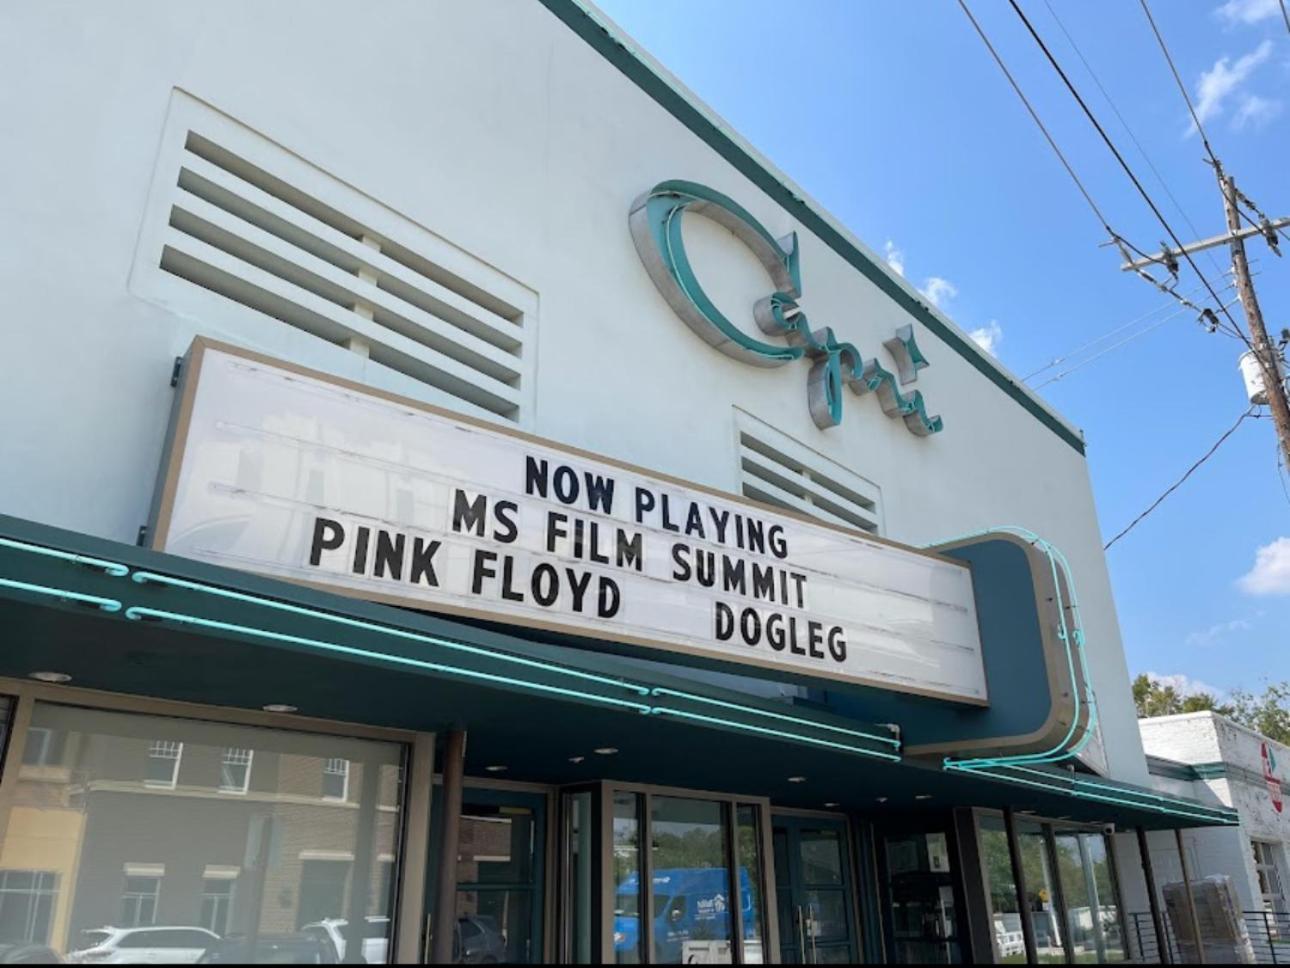 Capri
NOW PLAYING
MS FILM SUMMIT
PINK FLOYD DOGLEG